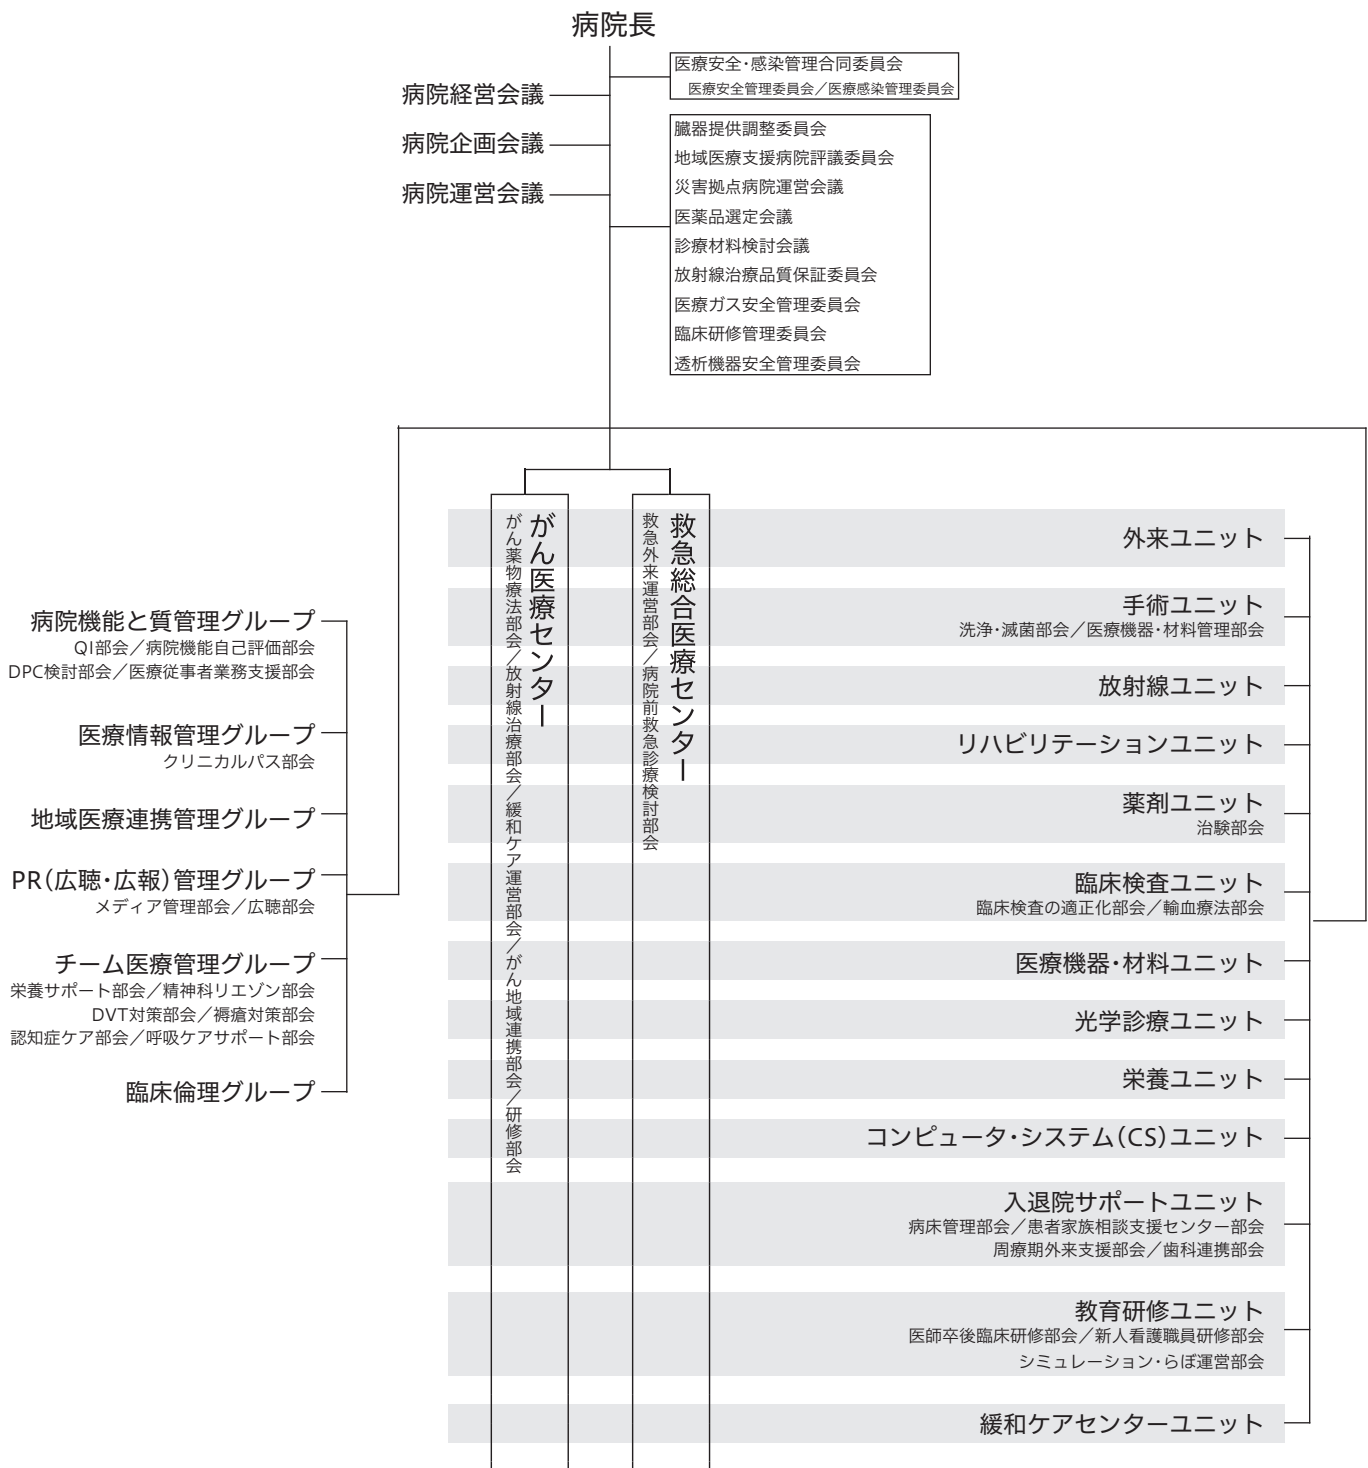 病院長
病院経営会議
病院企画会議
病院運営会議
医療安全・感染管理合同委員会
医療安全管理委員会／医療感染管理委員会
臓器提供調整委員会
地域医療支援病院評議委員会
災害拠点病院運営会議
医薬品選定会議
診療材料検討会議
放射線治療品質保証委員会
医療ガス安全管理委員会
臨床研修管理委員会
透析機器安全管理委員会
病院機能と質管理グループ
QI部会／病院機能自己評価部会
DPC検討部会／医療従事者業務支援部会
医療情報管理グループ
クリニカルパス部会
地域医療連携管理グループ
PR（広聴・広報）管理グループ
メディア管理部会／広聴部会
チーム医療管理グループ
栄養サポート部会／精神科リエゾン部会
DVT対策部会／褥瘡対策部会
認知症ケア部会／呼吸ケアサポート部会
臨床倫理グループ
がん医療センター
がん薬物療法部会／放射線治療部会／緩和ケア運営部会／がん地域連携部会／研修部会
救急総合医療センター
救急外来運営部会／病院前救急診療検討部会
外来ユニット
手術ユニット
洗浄・滅菌部会／医療機器・材料管理部会
放射線ユニット
リハビリテーションユニット
薬剤ユニット
治験部会
臨床検査ユニット
臨床検査の適正化部会／輸血療法部会
医療機器・材料ユニット
光学診療ユニット
栄養ユニット
コンピュータ・システム（CS）ユニット
入退院サポートユニット
病床管理部会／患者家族相談支援センター部会
周療期外来支援部会／歯科連携部会
教育研修ユニット
医師卒後臨床研修部会／新人看護職員研修部会
シミュレーション・らぼ運営部会
緩和ケアセンターユニット